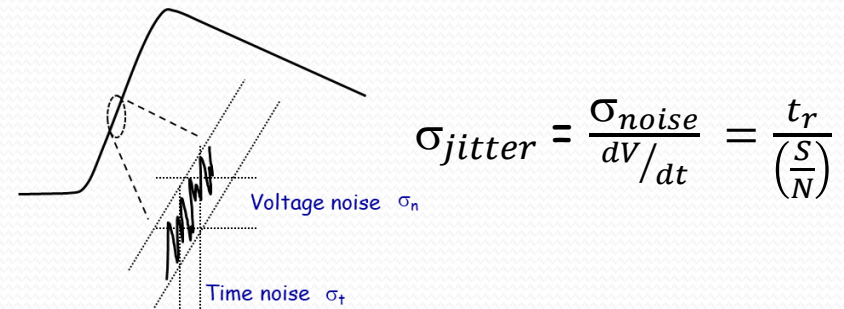 σ_jitter = σ_noise / (dV/dt) = t_r / (S/N)
Voltage noise σ_n
Time noise σ_t